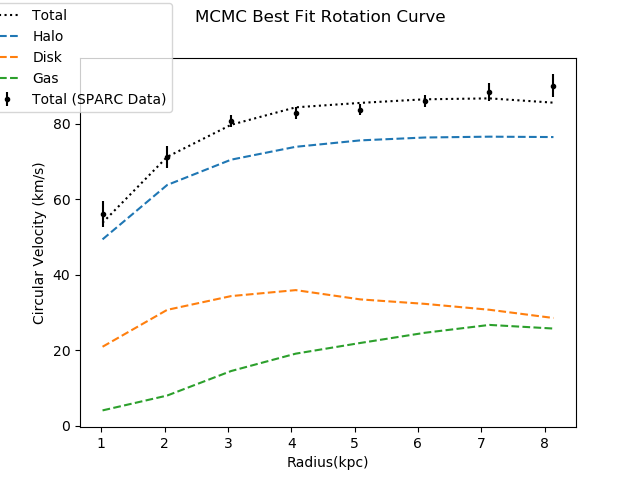 MCMC Best Fit Rotation Curve
Total
Halo
Disk
Gas
Total (SPARC Data)
80
60
40
20
0
Circular Velocity (km/s)
1 2 3 4 5 6 7 8
Radius(kpc)